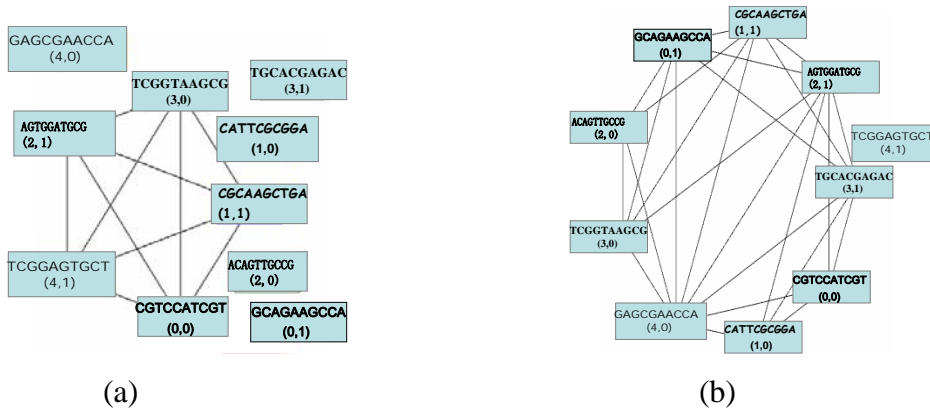 GAGCGAACCA
(4,0)
TCGGTAAGCG
(3,0)
TGCACGAGAC
(3,1)
AGTGGATGCG
(2,1)
CATTCGCGGA
(1,0)
CGCAAGCTGA
(1,1)
TCGGAGTGCT
(4,1)
ACAGTTGCCG
(2,0)
CGTCCATCGT
(0,0)
GCAGAAGCCA
(0,1)
(a)
CGCAAGCTGA
(1,1)
GCAGAAGCCA
(0,1)
AGTGGATGCG
(2,1)
ACAGTTGCCG
(2,0)
TCGGAGTGCT
(4,1)
TGCACGAGAC
(3,1)
TCGGTAAGCG
(3,0)
CGTCCATCGT
(0,0)
GAGCGAACCA
(4,0)
CATTCGCGGA
(1,0)
(b)